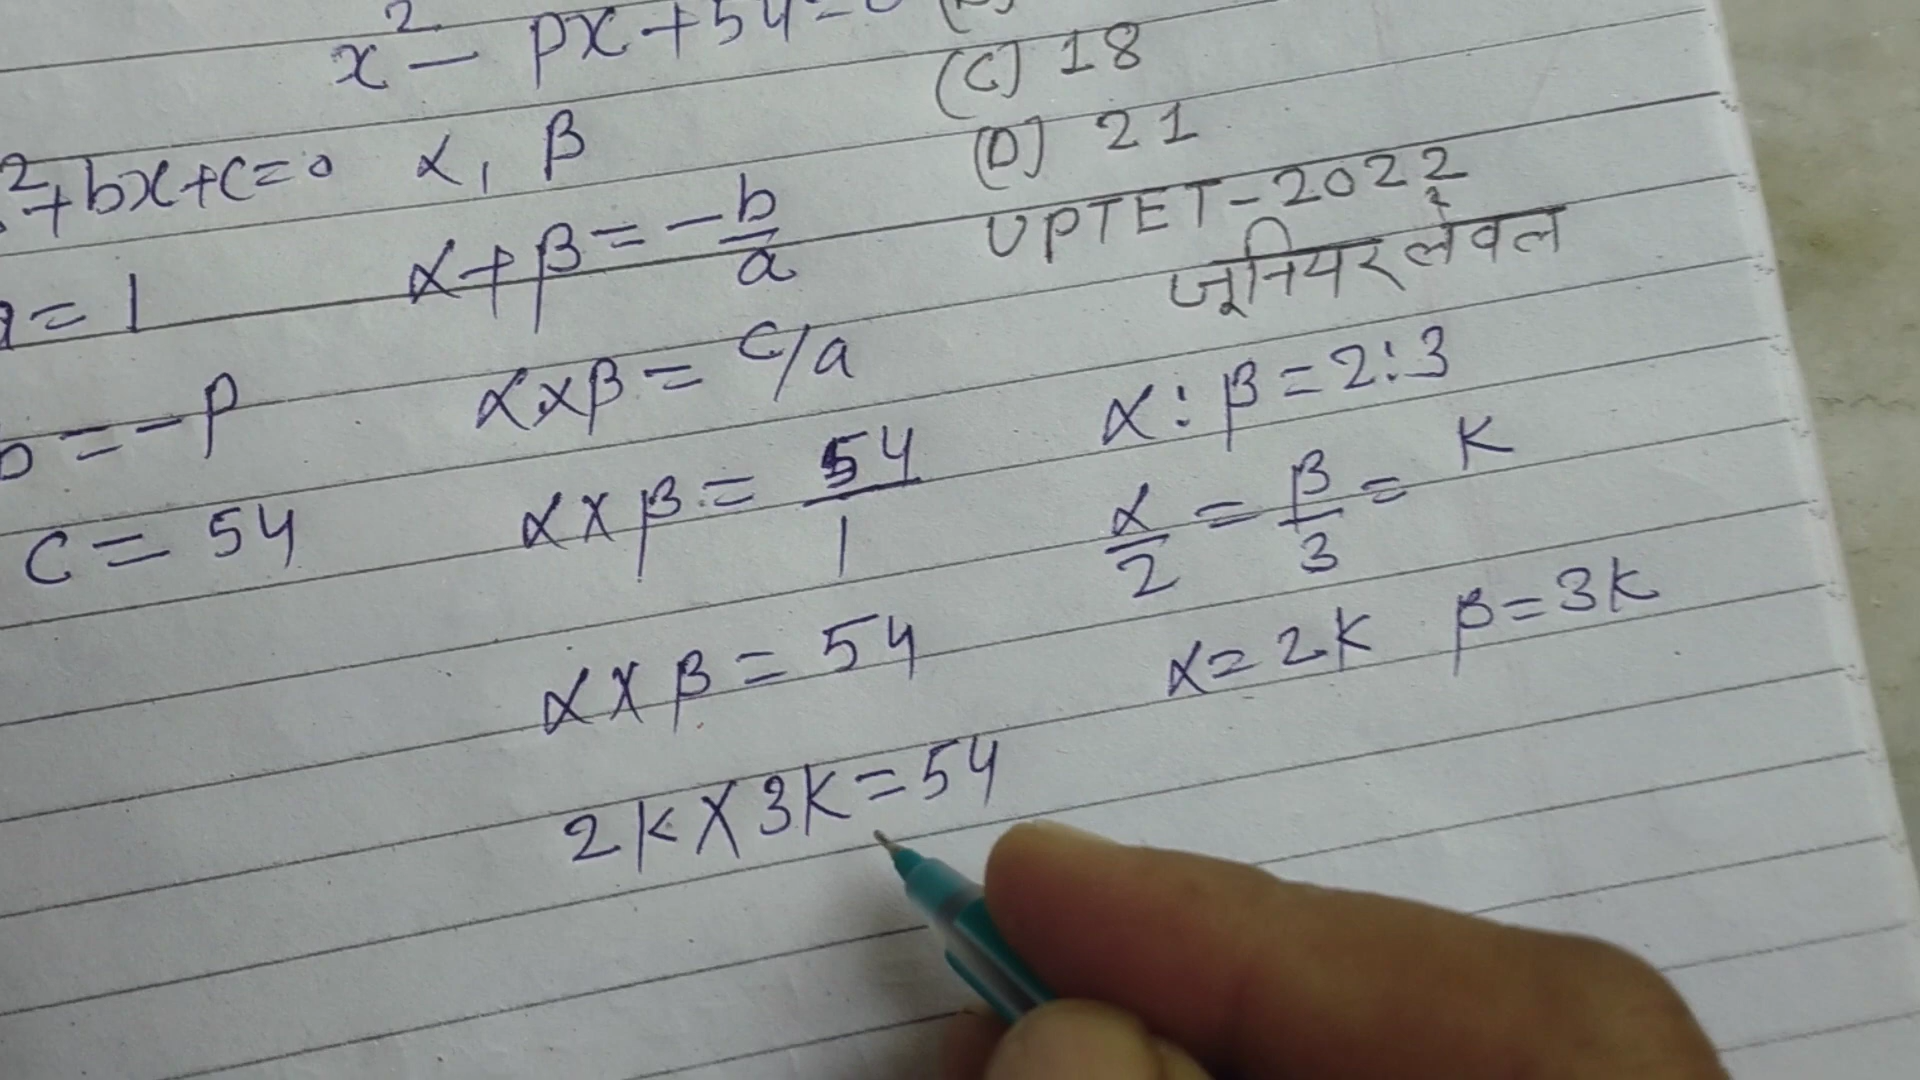 x² - px + 54 =
(C) 18
(D) 21
²+bx+c=0 α, β
UPTET-2022
जूनियर लेवल
α+β = -b/a
= 1
α×β = c/a
α:β = 2:3
= -p
α×β = 54/1
α/2 = β/3 = K
c = 54
α×β = 54
α=2K β=3K
2K×3K=54